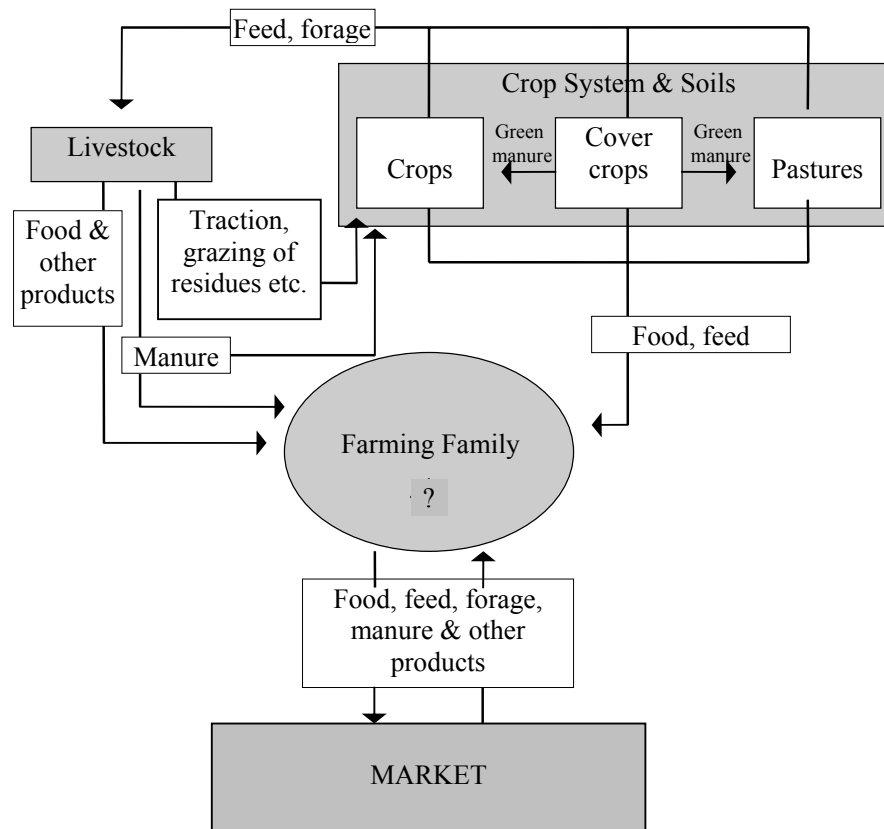 Feed, forage
Crop System & Soils
Livestock
Crops
Green
manure
Cover
crops
Green
manure
Pastures
Food &
other
products
Traction,
grazing of
residues etc.
Manure
Food, feed
Farming Family
?
Food, feed, forage,
manure & other
products
MARKET